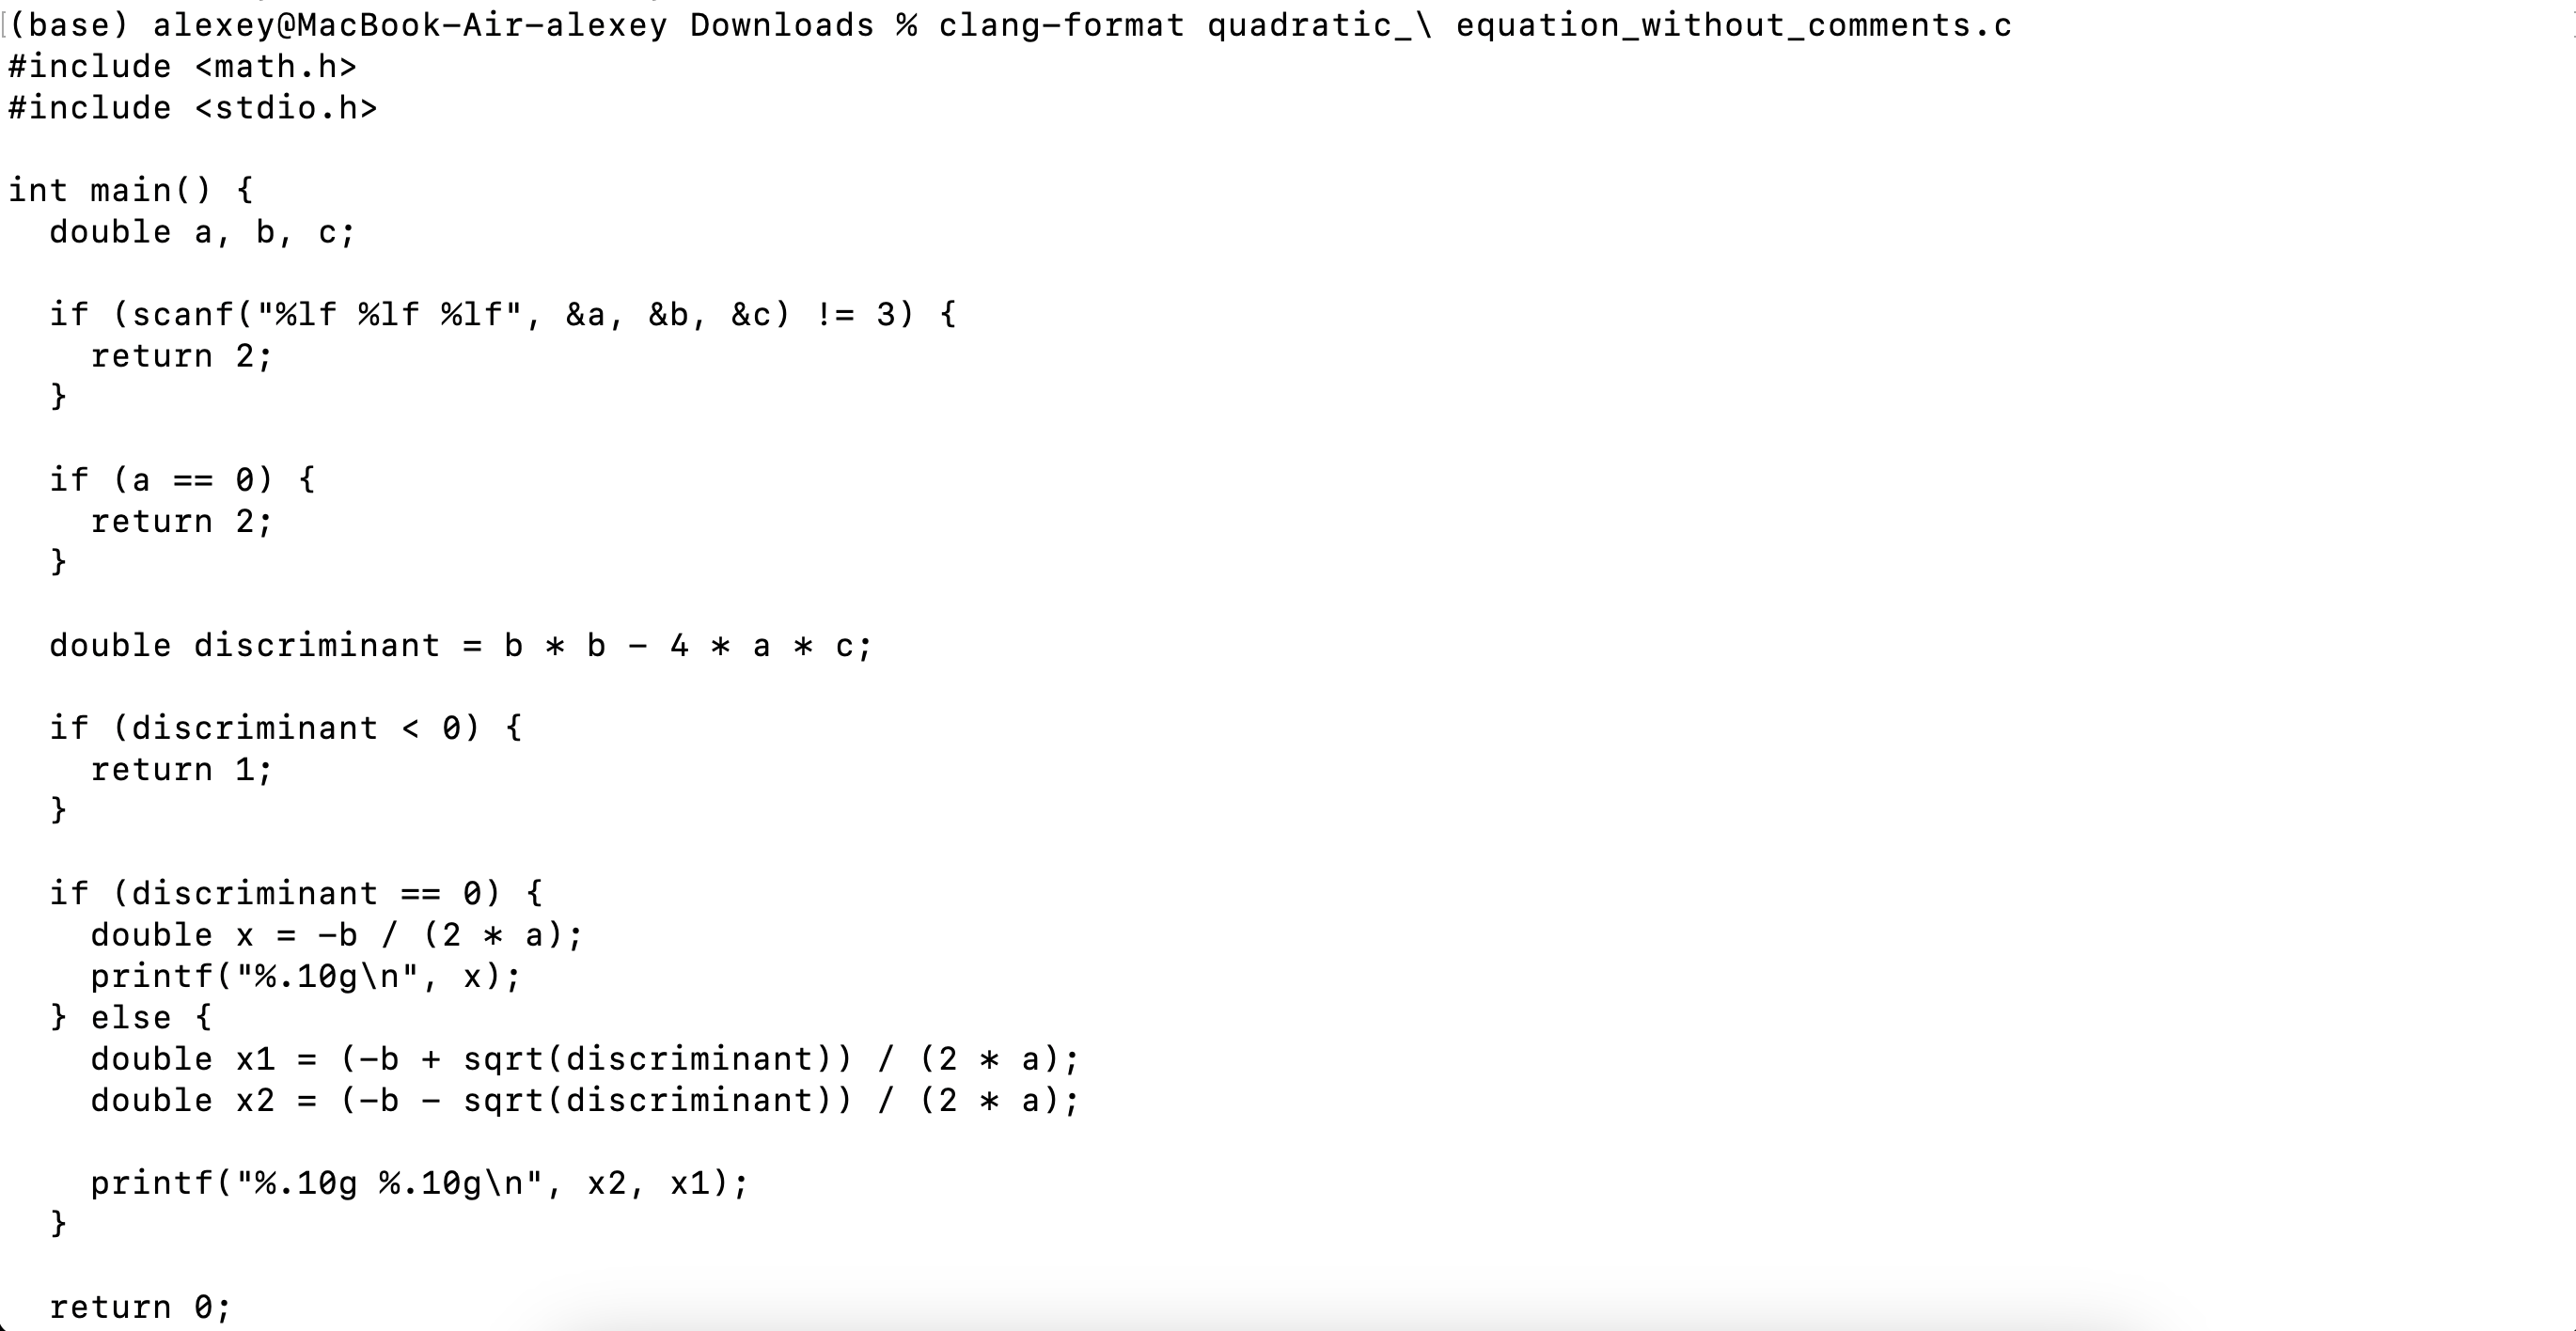 (base) alexey@MacBook-Air-alexey Downloads % clang-format quadratic_\ equation_without_comments.c
#include <math.h>
#include <stdio.h>

int main() {
  double a, b, c;

  if (scanf("%lf %lf %lf", &a, &b, &c) != 3) {
    return 2;
  }

  if (a == 0) {
    return 2;
  }

  double discriminant = b * b - 4 * a * c;

  if (discriminant < 0) {
    return 1;
  }

  if (discriminant == 0) {
    double x = -b / (2 * a);
    printf("%.10g\n", x);
  } else {
    double x1 = (-b + sqrt(discriminant)) / (2 * a);
    double x2 = (-b - sqrt(discriminant)) / (2 * a);

    printf("%.10g %.10g\n", x2, x1);
  }

  return 0;